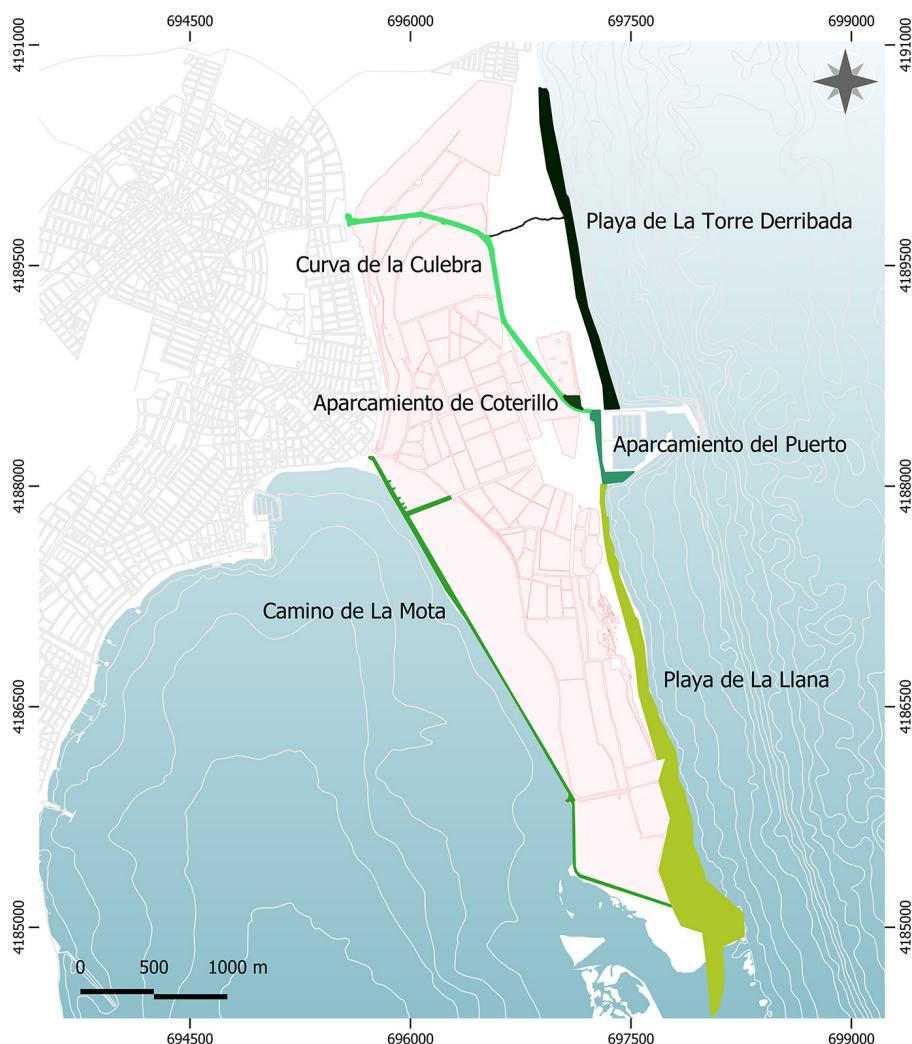 694500 696000 697500 699000
4191000 4191000
Playa de La Torre Derribada
4189500 4189500
Curva de la Culebra
Aparcamiento de Coterillo
Aparcamiento del Puerto
4188000 4188000
Camino de La Mota
Playa de La Llana
4186500 4186500
4185000 4185000
0 500 1000 m
694500 696000 697500 699000